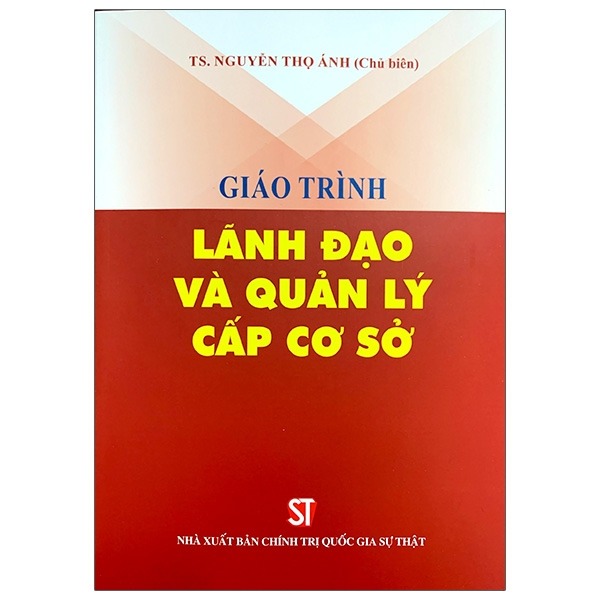 TS. NGUYỄN THỌ ÁNH (Chủ biên)
GIÁO TRÌNH
LÃNH ĐẠO
VÀ QUẢN LÝ
CẤP CƠ SỞ
ST
NHÀ XUẤT BẢN CHÍNH TRỊ QUỐC GIA SỰ THẬT